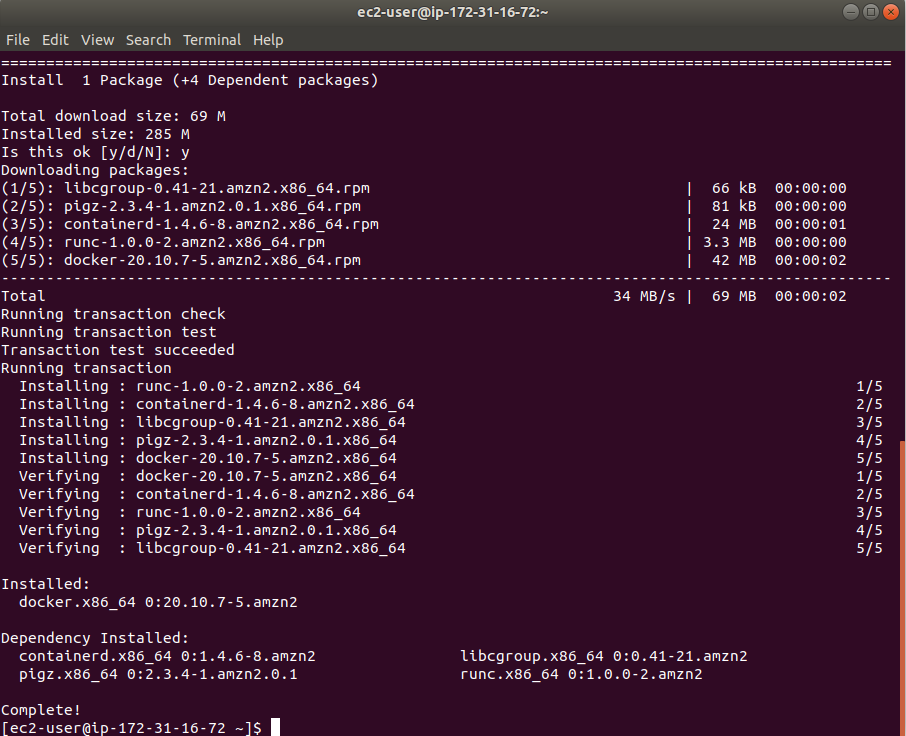 ec2-user@ip-172-31-16-72:~
File Edit View Search Terminal Help
===================================================================================================
Install  1 Package (+4 Dependent packages)
Total download size: 69 M
Installed size: 285 M
Is this ok [y/d/N]: y
Downloading packages:
(1/5): libcgroup-0.41-21.amzn2.x86_64.rpm | 66 kB 00:00:00
(2/5): pigz-2.3.4-1.amzn2.0.1.x86_64.rpm | 81 kB 00:00:00
(3/5): containerd-1.4.6-8.amzn2.x86_64.rpm | 24 MB 00:00:01
(4/5): runc-1.0.0-2.amzn2.x86_64.rpm | 3.3 MB 00:00:00
(5/5): docker-20.10.7-5.amzn2.x86_64.rpm | 42 MB 00:00:02
---------------------------------------------------------------------------------------------------
Total 34 MB/s | 69 MB 00:00:02
Running transaction check
Running transaction test
Transaction test succeeded
Running transaction
  Installing : runc-1.0.0-2.amzn2.x86_64 1/5
  Installing : containerd-1.4.6-8.amzn2.x86_64 2/5
  Installing : libcgroup-0.41-21.amzn2.x86_64 3/5
  Installing : pigz-2.3.4-1.amzn2.0.1.x86_64 4/5
  Installing : docker-20.10.7-5.amzn2.x86_64 5/5
  Verifying  : docker-20.10.7-5.amzn2.x86_64 1/5
  Verifying  : containerd-1.4.6-8.amzn2.x86_64 2/5
  Verifying  : runc-1.0.0-2.amzn2.x86_64 3/5
  Verifying  : pigz-2.3.4-1.amzn2.0.1.x86_64 4/5
  Verifying  : libcgroup-0.41-21.amzn2.x86_64 5/5
Installed:
  docker.x86_64 0:20.10.7-5.amzn2
Dependency Installed:
  containerd.x86_64 0:1.4.6-8.amzn2 libcgroup.x86_64 0:0.41-21.amzn2
  pigz.x86_64 0:2.3.4-1.amzn2.0.1 runc.x86_64 0:1.0.0-2.amzn2
Complete!
[ec2-user@ip-172-31-16-72 ~]$